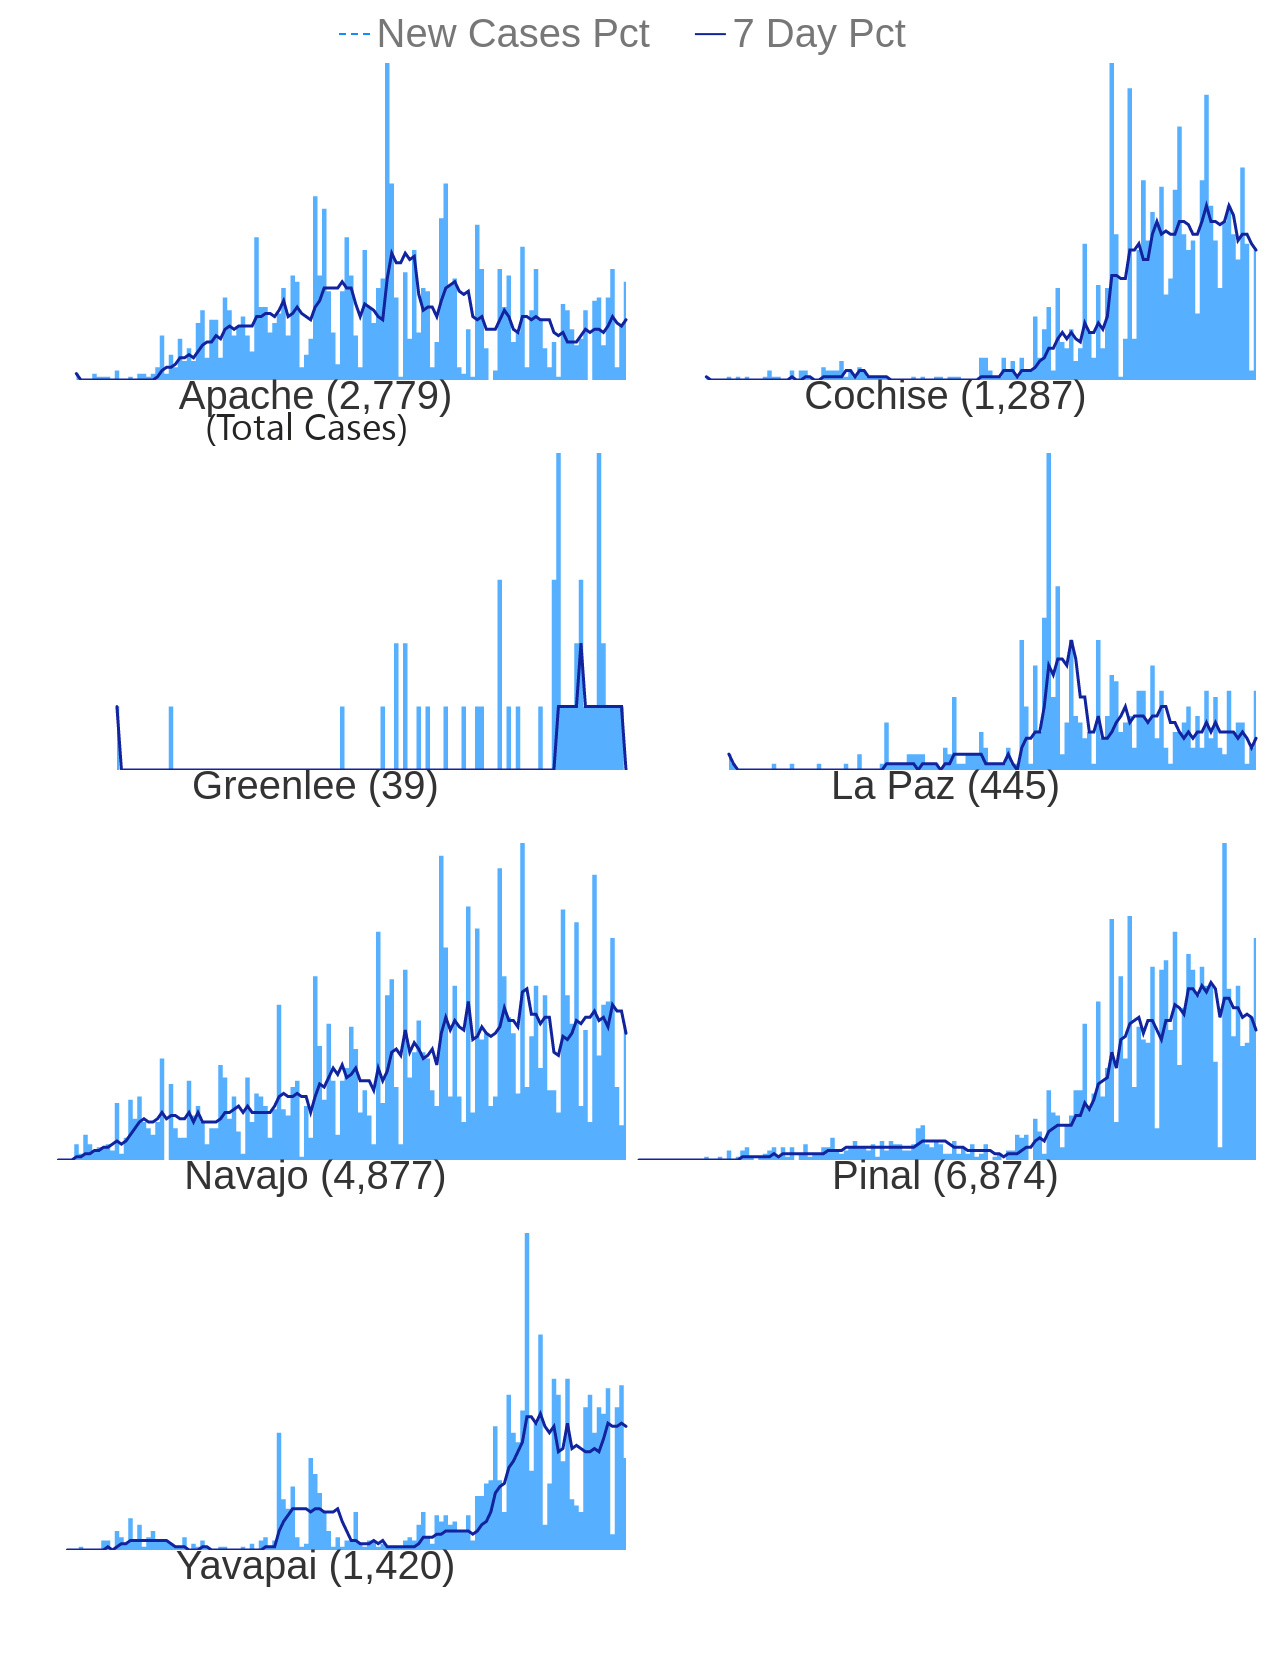 New Cases Pct 7 Day Pct
Apache (2,779) Cochise (1,287)
(Total Cases)
Greenlee (39) La Paz (445)
Navajo (4,877) Pinal (6,874)
Yavapai (1,420)